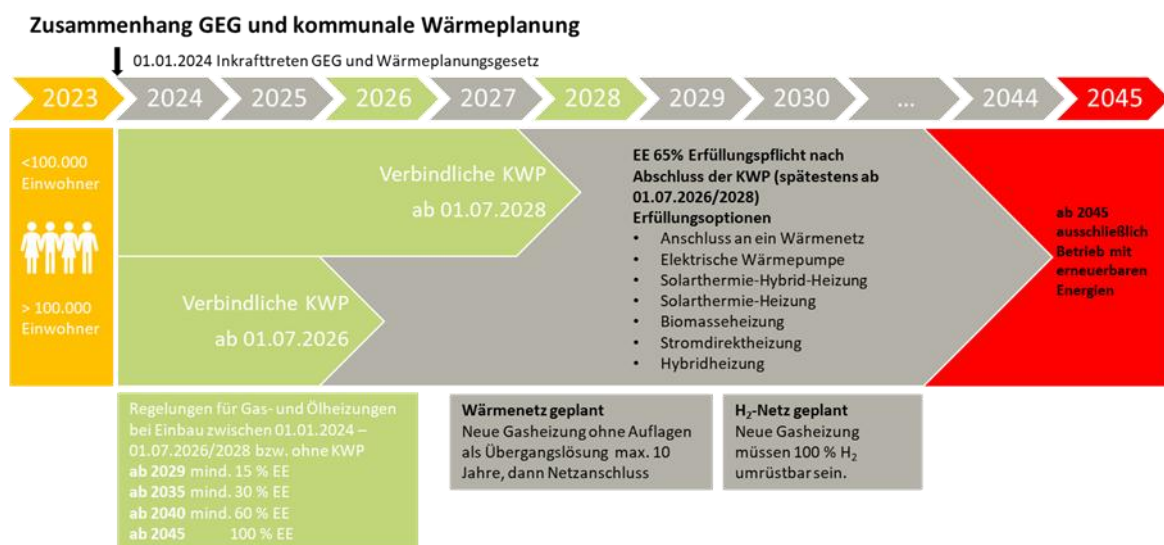 Zusammenhang GEG und kommunale Wärmeplanung
01.01.2024 Inkrafttreten GEG und Wärmeplanungsgesetz
2023
2024
2025
2026
2027
2028
2029
2030
...
2044
2045
<100.000
Einwohner
> 100.000
Einwohner
Verbindliche KWP
ab 01.07.2028
Verbindliche KWP
ab 01.07.2026
EE 65% Erfüllungspflicht nach
Abschluss der KWP (spätestens ab
01.07.2026/2028)
Erfüllungsoptionen
• Anschluss an ein Wärmenetz
• Elektrische Wärmepumpe
• Solarthermie-Hybrid-Heizung
• Solarthermie-Heizung
• Biomasseheizung
• Stromdirektheizung
• Hybridheizung
ab 2045
ausschließlich
Betrieb mit
erneuerbaren
Energien
Regelungen für Gas- und Ölheizungen
bei Einbau zwischen 01.01.2024 –
01.07.2026/2028 bzw. ohne KWP
ab 2029 mind. 15 % EE
ab 2035 mind. 30 % EE
ab 2040 mind. 60 % EE
ab 2045 100 % EE
Wärmenetz geplant
Neue Gasheizung ohne Auflagen
als Übergangslösung max. 10
Jahre, dann Netzanschluss
H₂-Netz geplant
Neue Gasheizung
müssen 100 % H₂
umrüstbar sein.